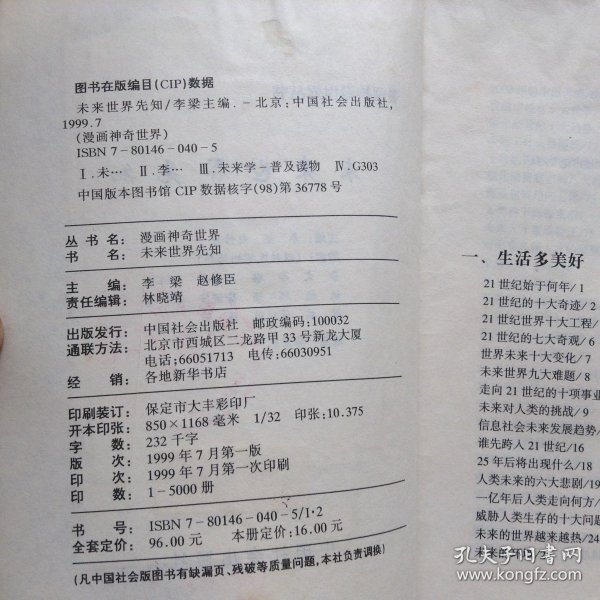 图书在版编目(CIP)数据
未来世界先知/李梁主编.-北京:中国社会出版社,
1999.7
(漫画神奇世界)
ISBN 7-80146-040-5
Ⅰ.未… Ⅱ.李… Ⅲ.未来学-普及读物 Ⅳ.G303
中国版本图书馆CIP数据核字(98)第36778号
丛书名: 漫画神奇世界
书名: 未来世界先知
主编: 李梁 赵修臣
责任编辑: 林晓靖
出版发行: 中国社会出版社 邮政编码:100032
通联方法: 北京市西城区二龙路甲33号新龙大厦
电话:66051713 电传:66030951
经销: 各地新华书店
印刷装订: 保定市大丰彩印厂
开本印张: 850×1168毫米 1/32 印张:10.375
字数: 232千字
版次: 1999年7月第一版
印次: 1999年7月第一次印刷
印数: 1-5000册
书号: ISBN 7-80146-040-5/I·2
全套定价: 96.00元 本册定价:16.00元
(凡中国社会版图书有缺漏页、残破等质量问题,本社负责调换)
一、生活多美好
21世纪始于何年/1
21世纪的十大奇迹/2
21世纪世界十大工程/
21世纪的七大奇观/6
世界未来十大变化/7
未来世界九大难题/8
走向21世纪的十项事业
未来对人类的挑战/9
信息社会未来发展趋势/
谁先跨入21世纪/16
25年后将出现什么/18
人类未来的六大悲剧/19
一亿年后人类走向何方/
威胁人类生存的十大问题
未来的世界越来越热/24
未来的
孔夫子旧书网
www.kongfz.com